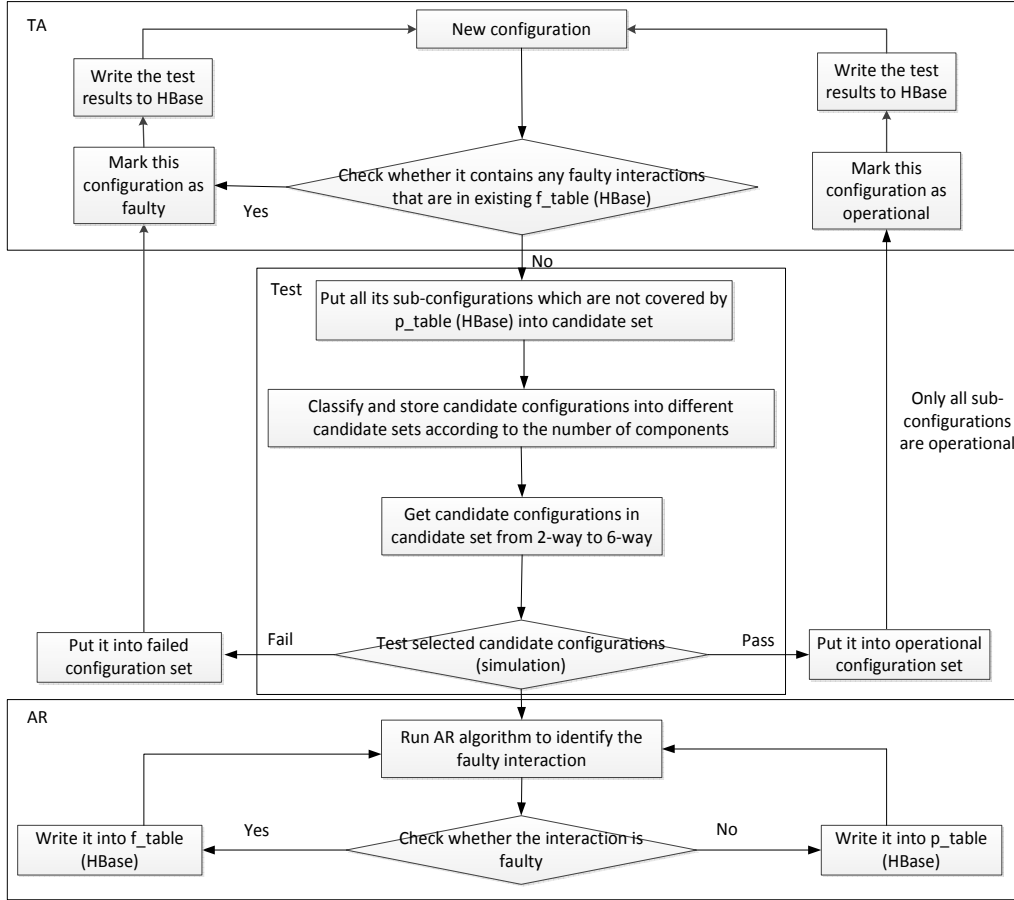 TA
New configuration
Write the test
results to HBase
Write the test
results to HBase
Mark this
configuration as
faulty
Yes
Check whether it contains any faulty interactions
that are in existing f_table (HBase)
Mark this
configuration as
operational
No
Test
Put all its sub-configurations which are not covered by
p_table (HBase) into candidate set
Classify and store candidate configurations into different
candidate sets according to the number of components
Only all sub-
configurations
are operational
Get candidate configurations in
candidate set from 2-way to 6-way
Put it into failed
configuration set
Fail
Test selected candidate configurations
(simulation)
Pass
Put it into operational
configuration set
AR
Run AR algorithm to identify the
faulty interaction
Write it into f_table
(HBase)
Yes
Check whether the interaction is
faulty
No
Write it into p_table
(HBase)